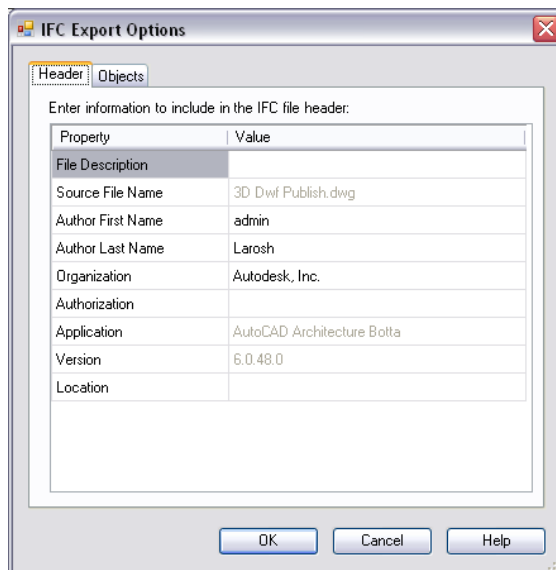 IFC Export Options
Header Objects
Enter information to include in the IFC file header:
Property Value
File Description
Source File Name 3D Dwf Publish.dwg
Author First Name admin
Author Last Name Larosh
Organization Autodesk, Inc.
Authorization
Application AutoCAD Architecture Botta
Version 6.0.48.0
Location
OK Cancel Help